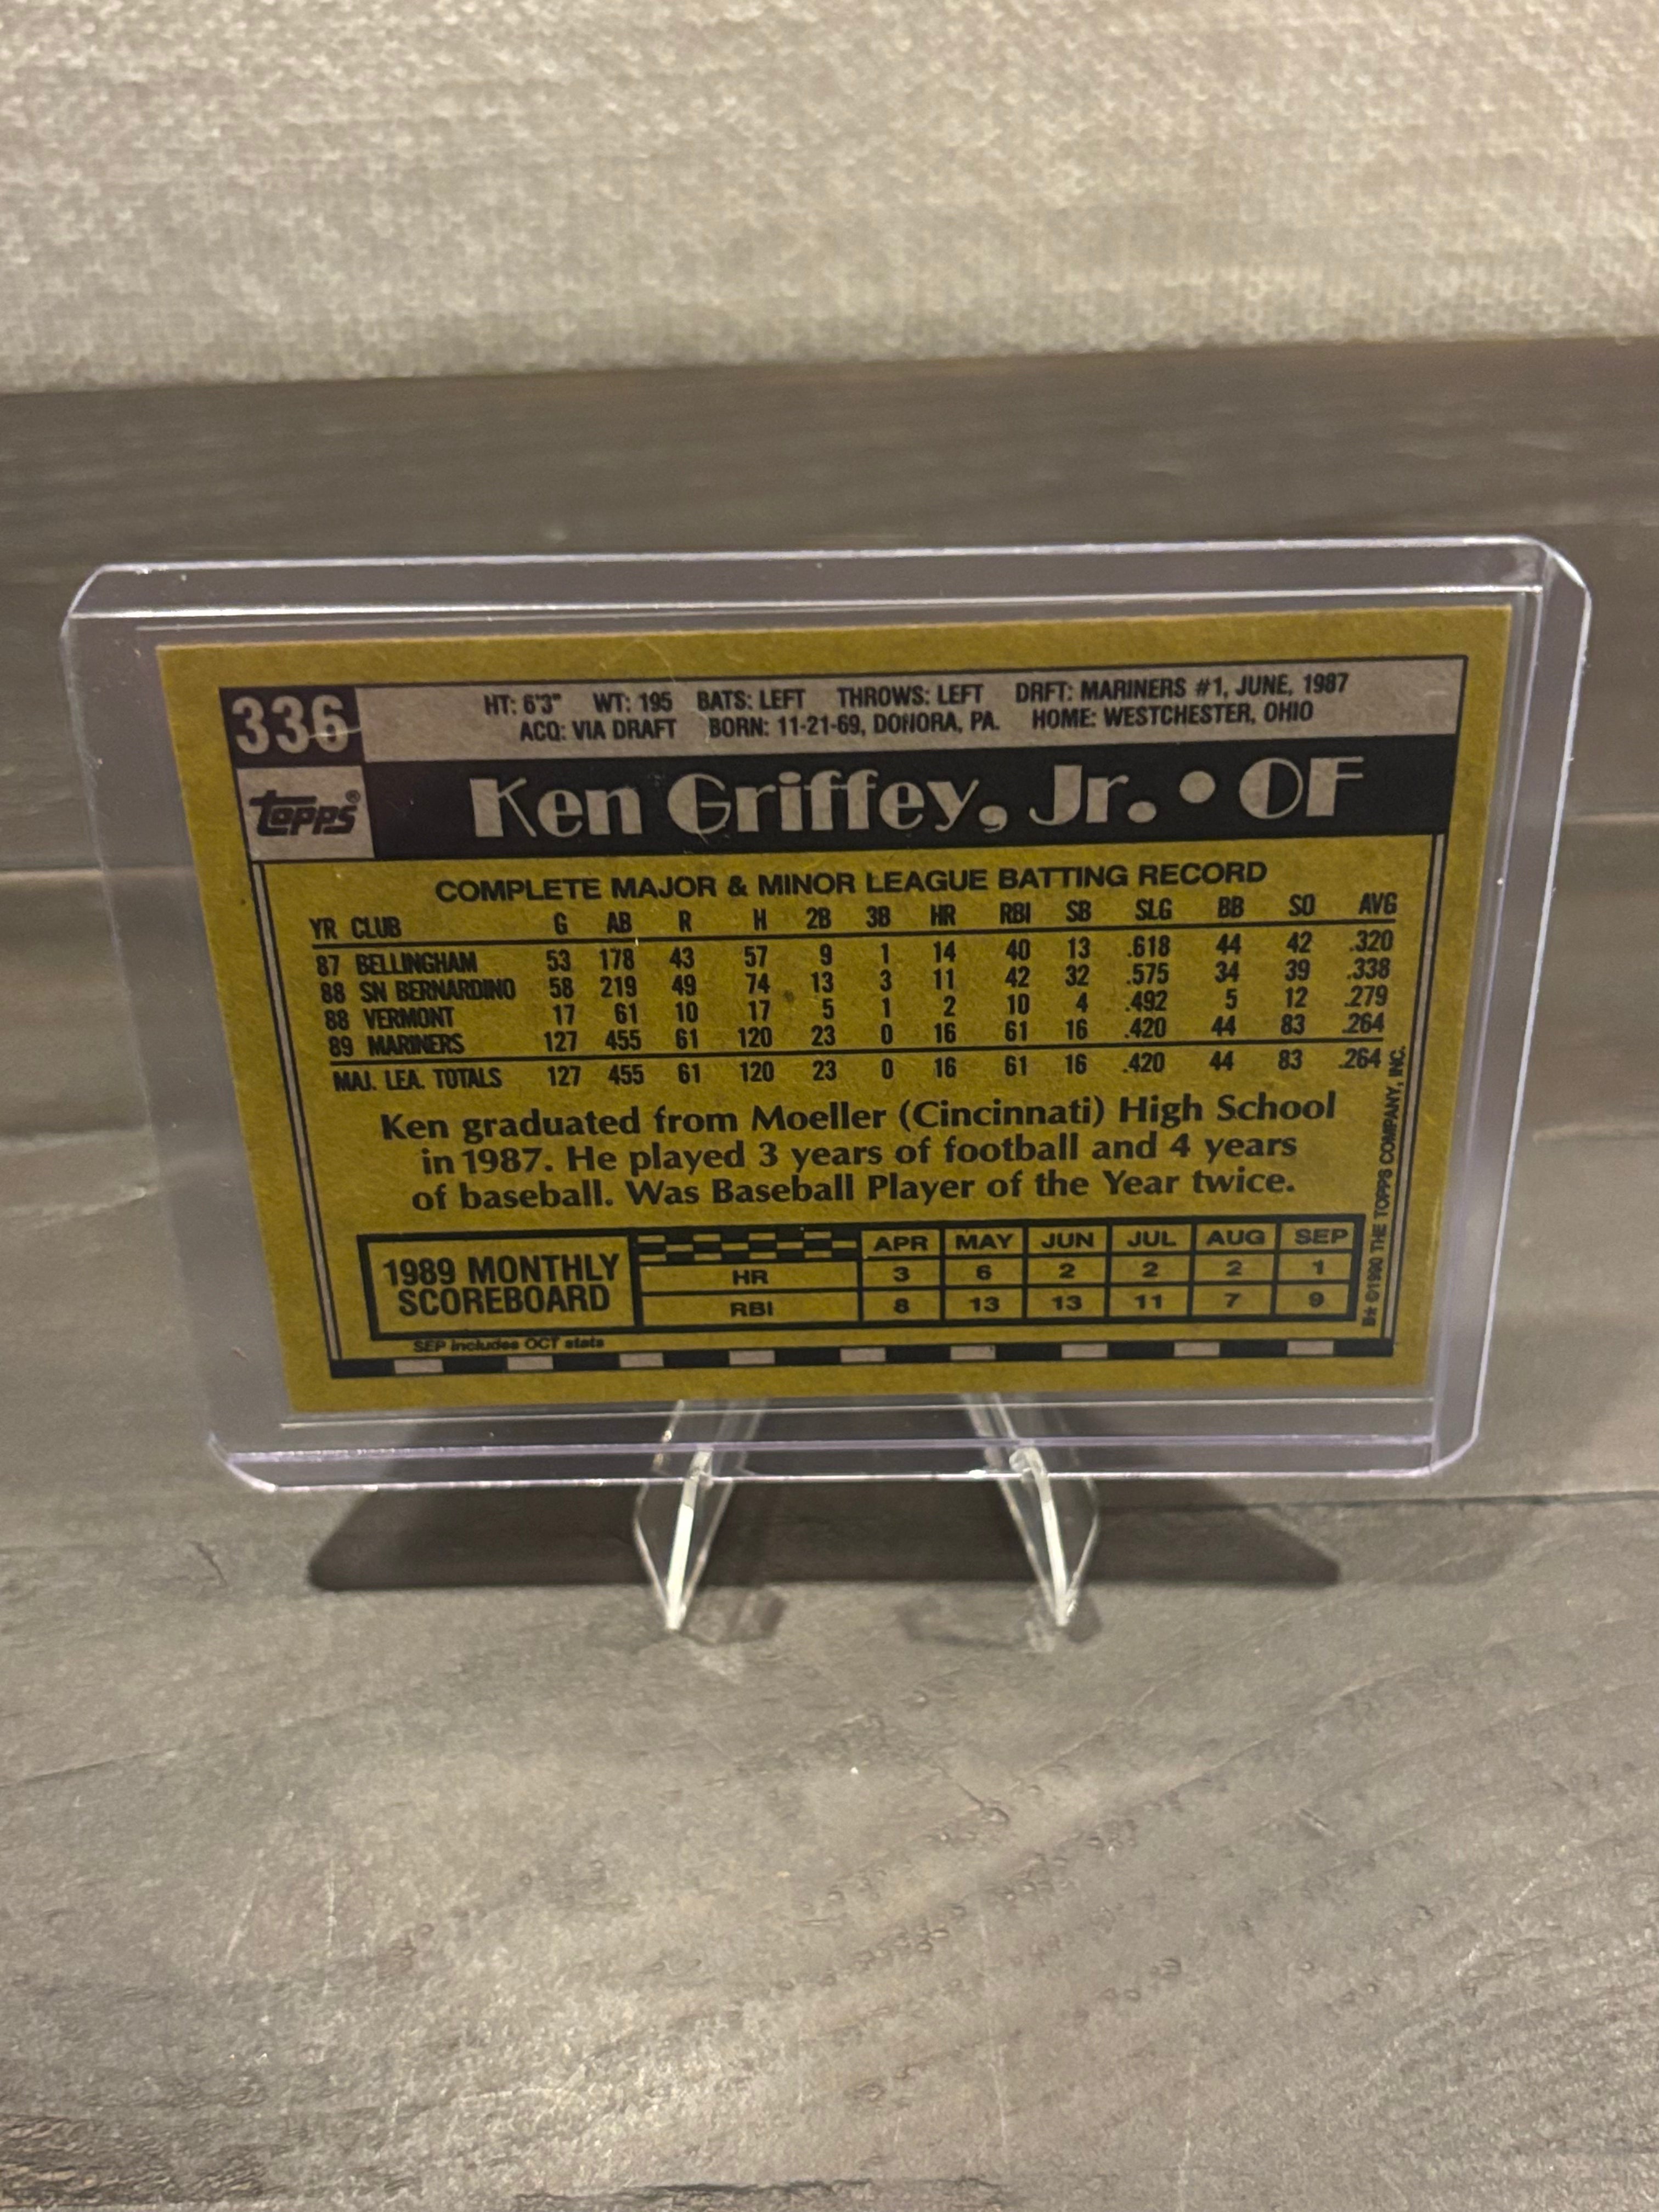 336 HT: 6'3" WT: 195 BATS: LEFT THROWS: LEFT DRFT: MARINERS #1, JUNE, 1987
ACQ: VIA DRAFT BORN: 11-21-69, DONORA, PA. HOME: WESTCHESTER, OHIO
TOPPS® Ken Griffey, Jr. • OF
COMPLETE MAJOR & MINOR LEAGUE BATTING RECORD
YR CLUB G AB R H 2B 3B HR RBI SB SLG BB SO AVG
87 BELLINGHAM 53 178 43 57 9 1 14 40 13 .618 44 42 .320
88 SN BERNARDINO 58 219 49 74 13 3 11 42 32 .575 34 39 .338
88 VERMONT 17 61 10 17 5 1 2 10 4 .492 5 12 .279
89 MARINERS 127 455 61 120 23 0 16 61 16 .420 44 83 .264
MAJ. LEA. TOTALS 127 455 61 120 23 0 16 61 16 .420 44 83 .264
Ken graduated from Moeller (Cincinnati) High School
in 1987. He played 3 years of football and 4 years
of baseball. Was Baseball Player of the Year twice.
1989 MONTHLY
SCOREBOARD
APR MAY JUN JUL AUG SEP
HR 3 6 2 2 2 1
RBI 8 13 13 11 7 9
SEP includes OCT stats
B* ©1990 THE TOPPS COMPANY, INC.